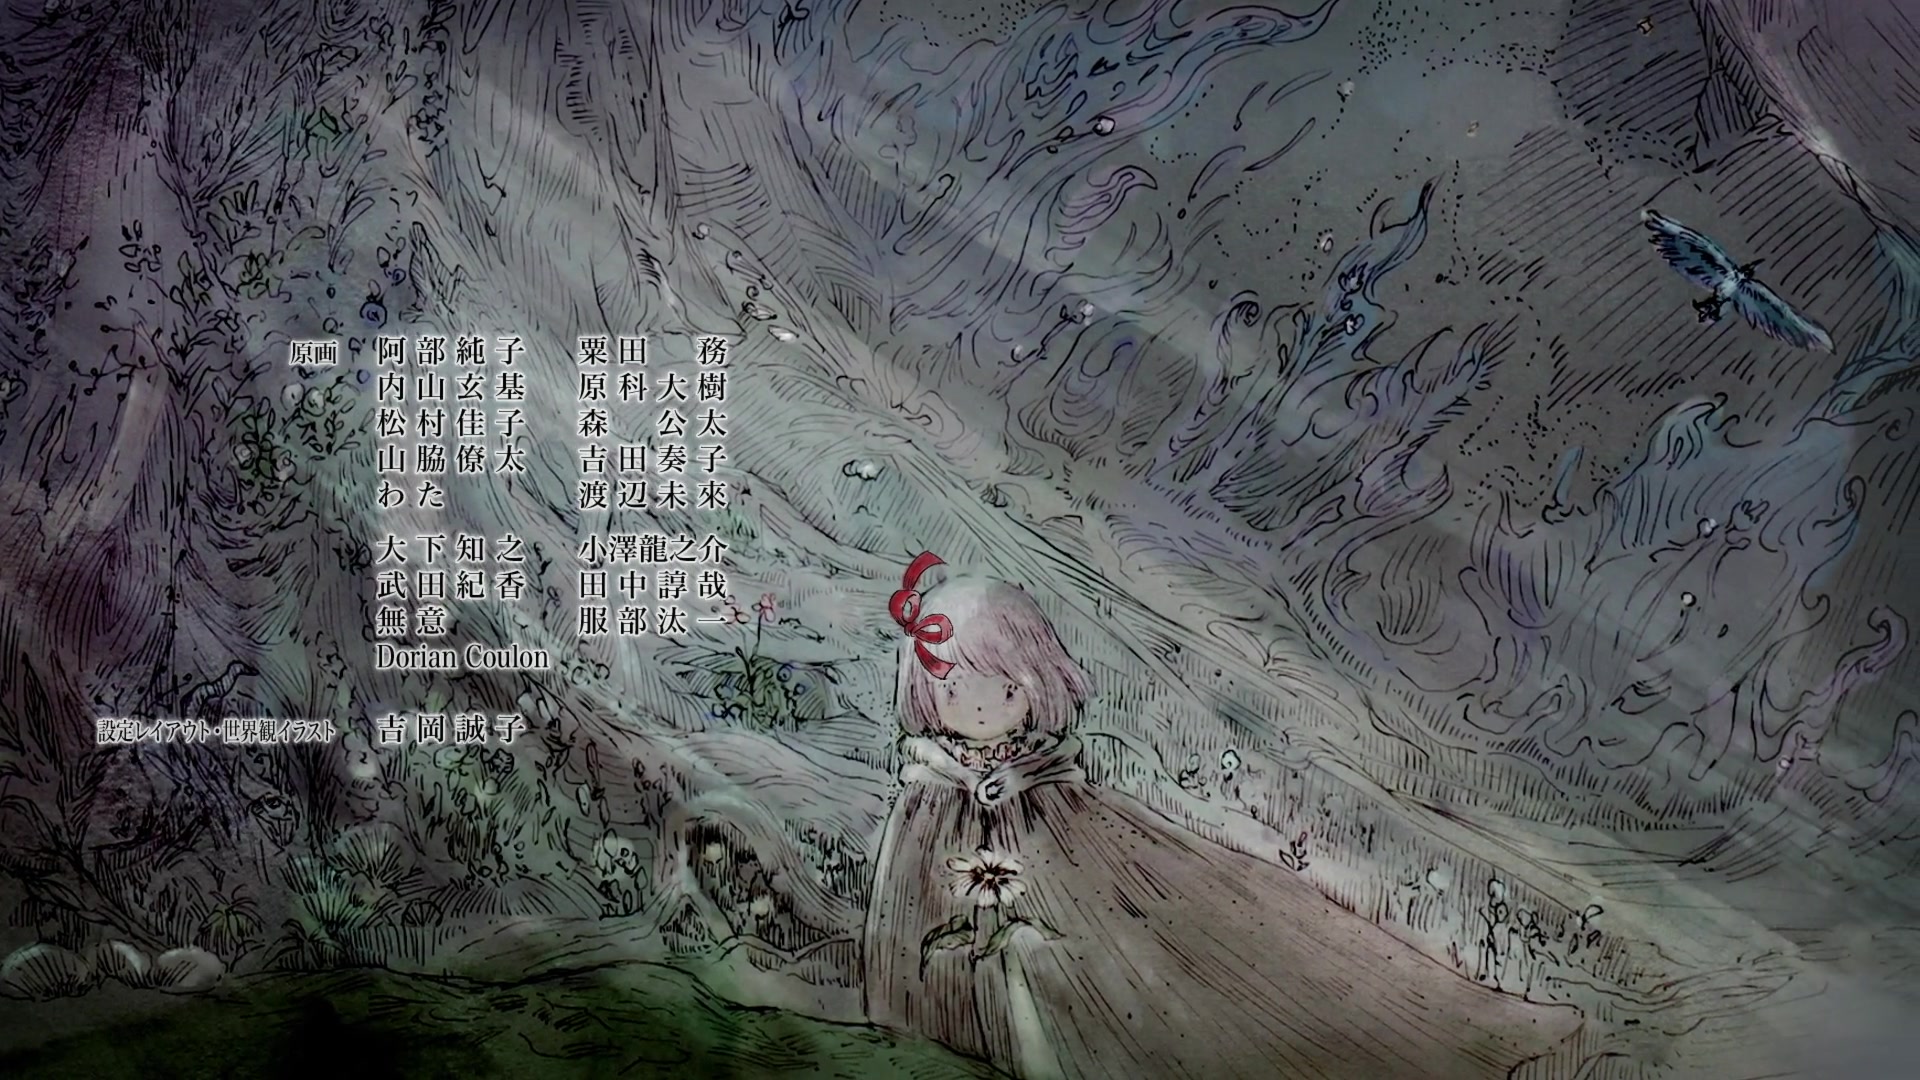 原画 阿部純子 粟田 務
内山玄基 原科大樹
松村佳子 森 公太
山脇僚太 吉田奏子
わた 渡辺未來
大下知之 小澤龍之介
武田紀香 田中諄哉
無意 服部汰一
Dorian Coulon
設定レイアウト・世界観イラスト 吉岡誠子